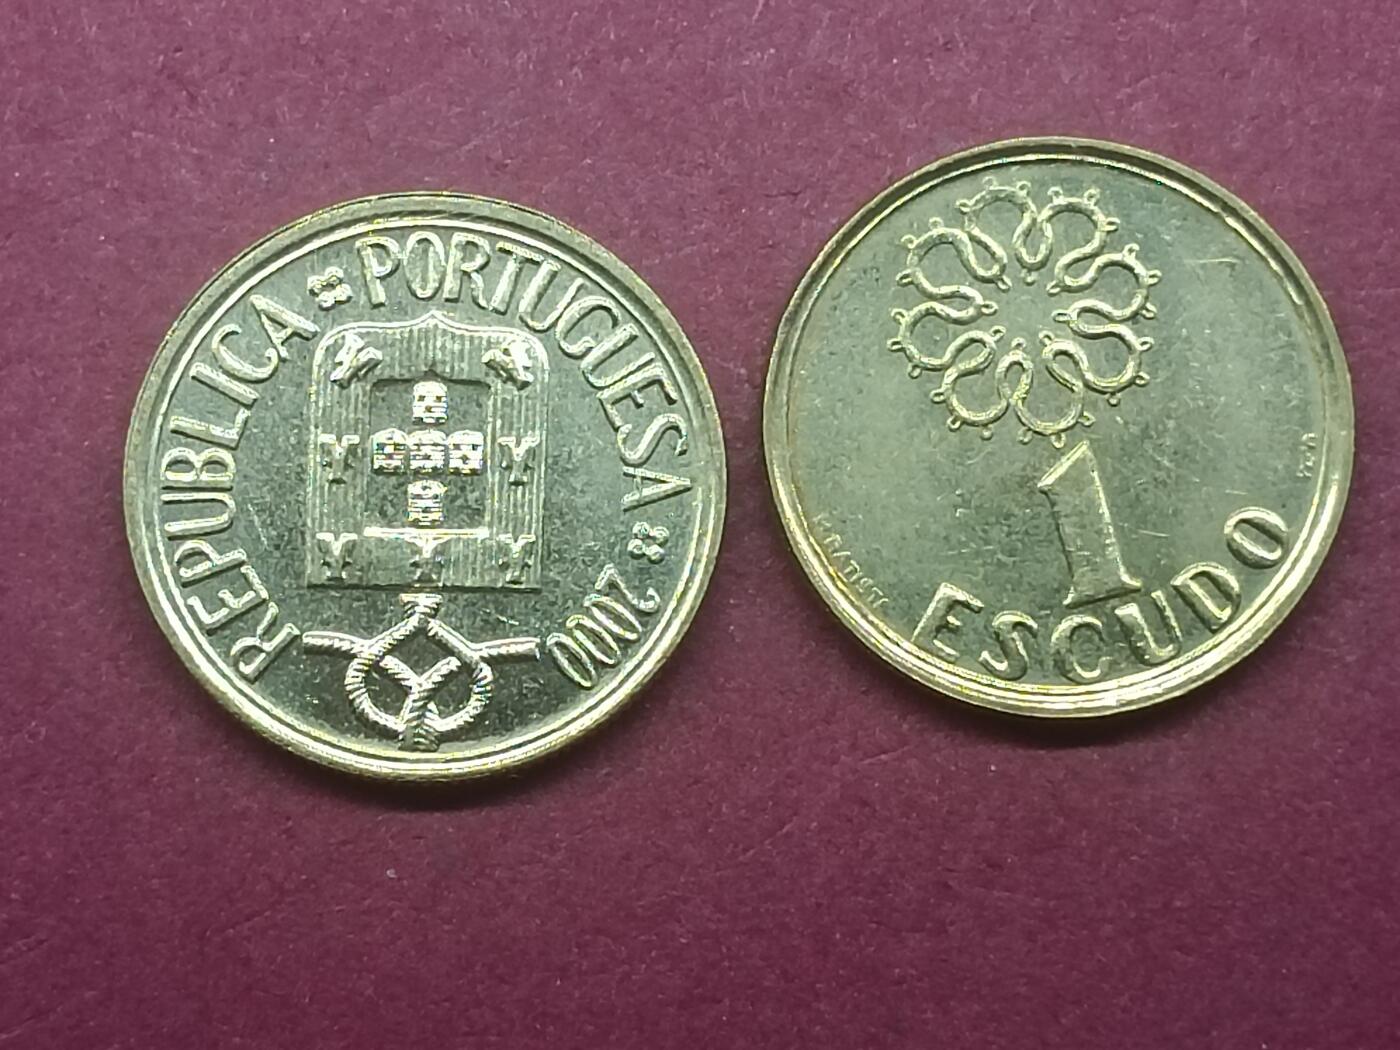 REPUBLICA PORTUGUESA 2000
1
ESCUDO